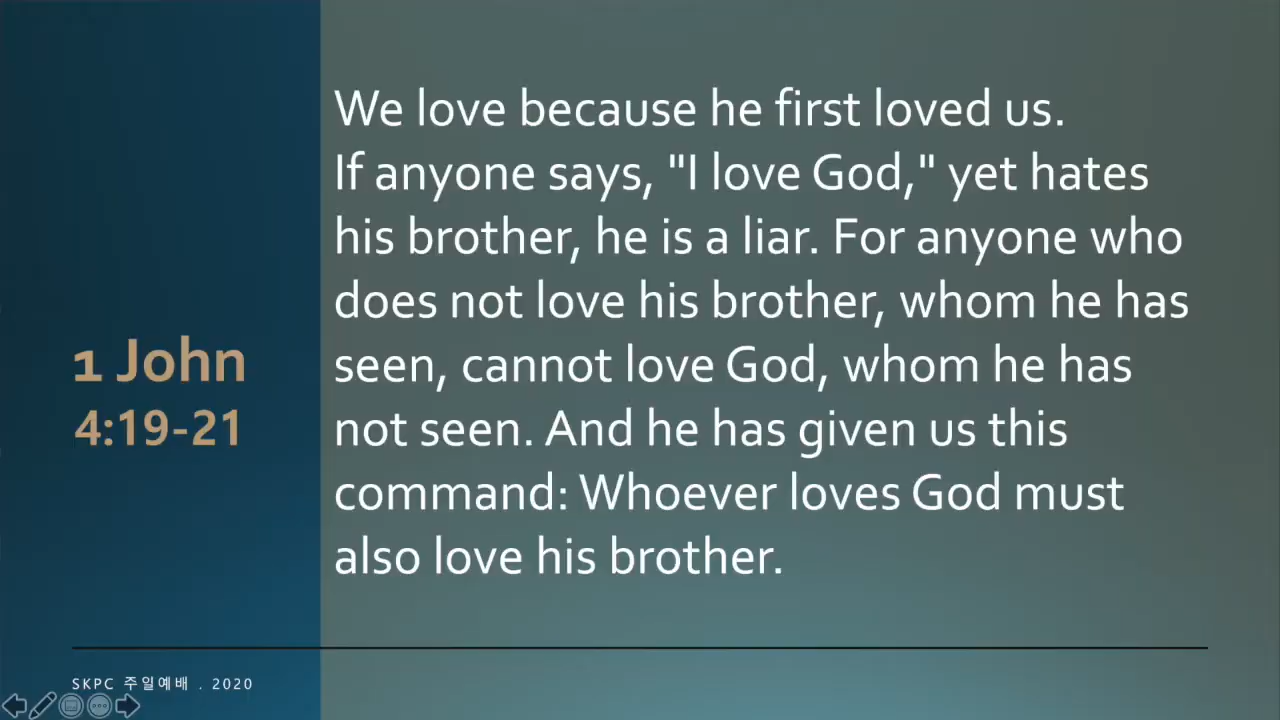 1 John
4:19-21
We love because he first loved us.
If anyone says, "I love God," yet hates
his brother, he is a liar. For anyone who
does not love his brother, whom he has
seen, cannot love God, whom he has
not seen. And he has given us this
command: Whoever loves God must
also love his brother.
SKPC 주일예배 . 2020